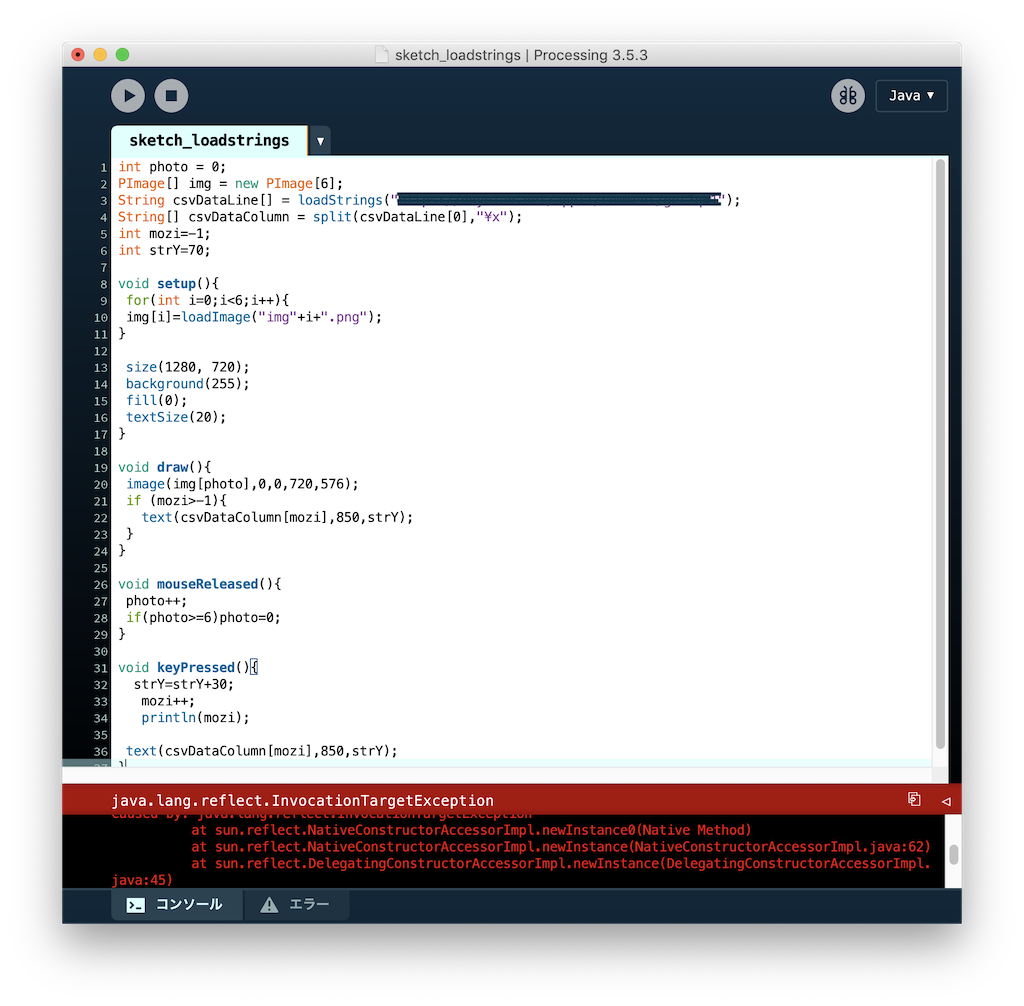 sketch_loadstrings | Processing 3.5.3
Java ▼
sketch_loadstrings ▼
1 int photo = 0;
2 PImage[] img = new PImage[6];
3 String csvDataLine[] = loadStrings(" ");
4 String[] csvDataColumn = split(csvDataLine[0],"¥x");
5 int mozi=-1;
6 int strY=70;
7
8 void setup(){
9 for(int i=0;i<6;i++){
10 img[i]=loadImage("img"+i+".png");
11 }
12
13 size(1280, 720);
14 background(255);
15 fill(0);
16 textSize(20);
17 }
18
19 void draw(){
20 image(img[photo],0,0,720,576);
21 if (mozi>-1){
22 text(csvDataColumn[mozi],850,strY);
23 }
24 }
25
26 void mouseReleased(){
27 photo++;
28 if(photo>=6)photo=0;
29 }
30
31 void keyPressed(){
32 strY=strY+30;
33 mozi++;
34 println(mozi);
35
36 text(csvDataColumn[mozi],850,strY);
37 }
java.lang.reflect.InvocationTargetException
Caused by: java.lang.reflect.InvocationTargetException
at sun.reflect.NativeConstructorAccessorImpl.newInstance0(Native Method)
at sun.reflect.NativeConstructorAccessorImpl.newInstance(NativeConstructorAccessorImpl.java:62)
at sun.reflect.DelegatingConstructorAccessorImpl.newInstance(DelegatingConstructorAccessorImpl.
java:45)
コンソール
エラー